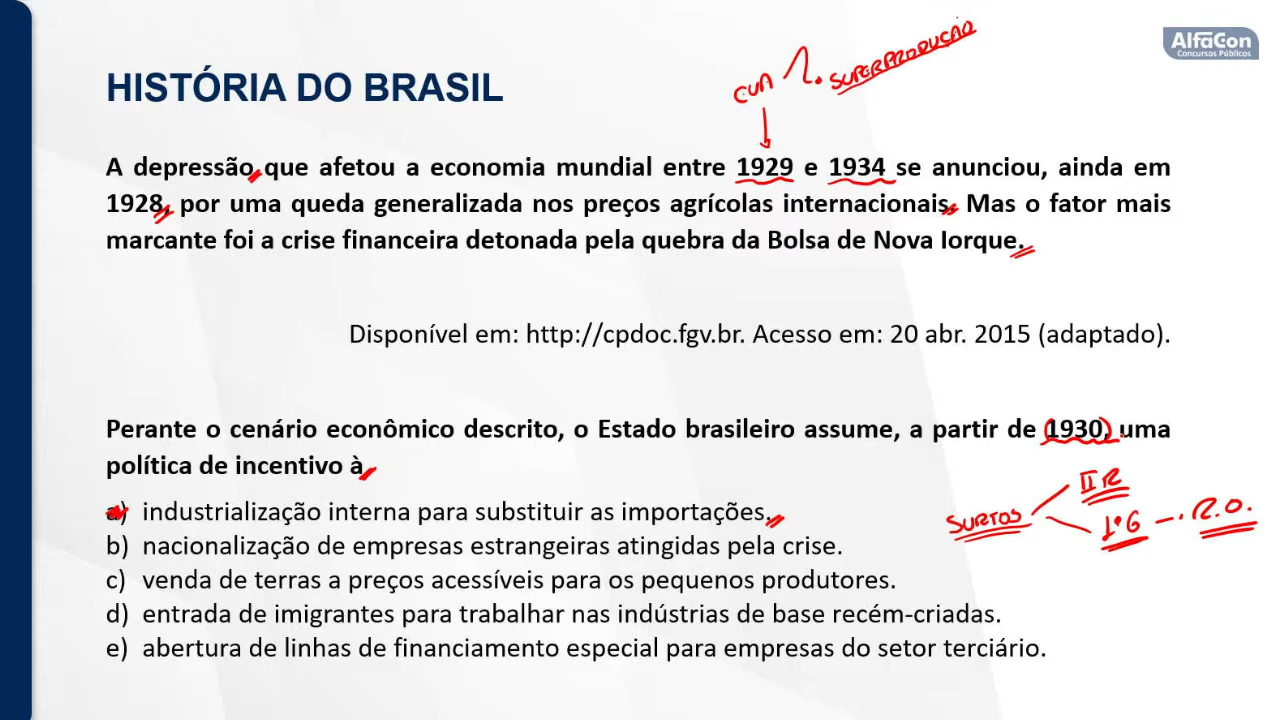 AlfaCon
Concursos Públicos
HISTÓRIA DO BRASIL
EUA
SUPERPRODUÇÃO
A depressão que afetou a economia mundial entre 1929 e 1934 se anunciou, ainda em
1928, por uma queda generalizada nos preços agrícolas internacionais. Mas o fator mais
marcante foi a crise financeira detonada pela quebra da Bolsa de Nova Iorque.
Disponível em: http://cpdoc.fgv.br. Acesso em: 20 abr. 2015 (adaptado).
Perante o cenário econômico descrito, o Estado brasileiro assume, a partir de 1930, uma
política de incentivo à
a) industrialização interna para substituir as importações.
b) nacionalização de empresas estrangeiras atingidas pela crise.
c) venda de terras a preços acessíveis para os pequenos produtores.
d) entrada de imigrantes para trabalhar nas indústrias de base recém-criadas.
e) abertura de linhas de financiamento especial para empresas do setor terciário.
SURTOS
II R
1ª G
R.O.